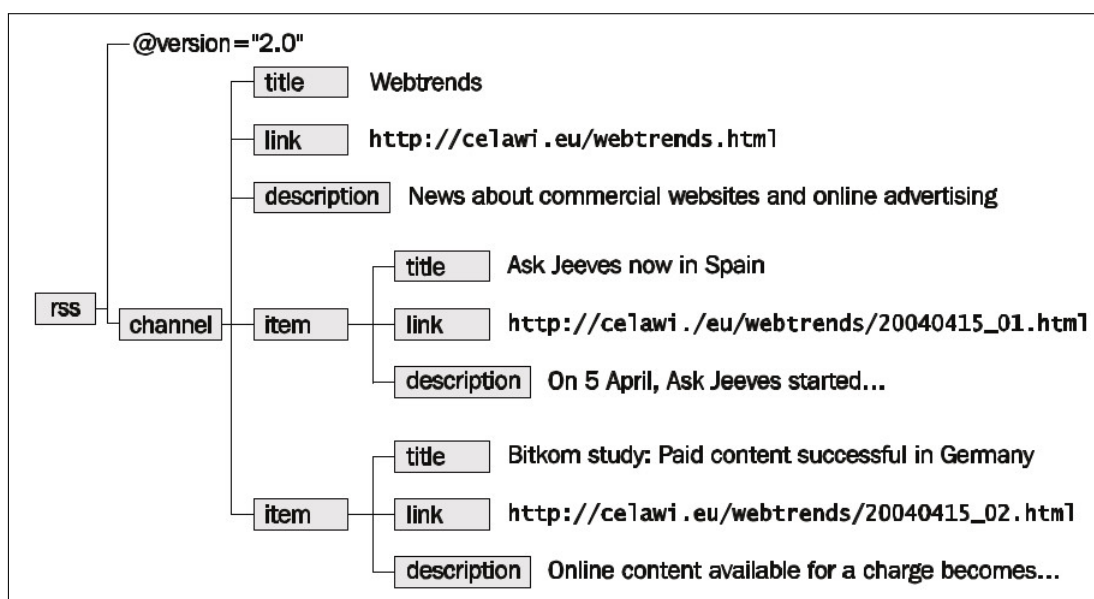 @version="2.0"
title Webtrends
link http://celawi.eu/webtrends.html
description News about commercial websites and online advertising
title Ask Jeeves now in Spain
rss channel item link http://celawi./eu/webtrends/20040415_01.html
description On 5 April, Ask Jeeves started...
title Bitkom study: Paid content successful in Germany
item link http://celawi.eu/webtrends/20040415_02.html
description Online content available for a charge becomes...